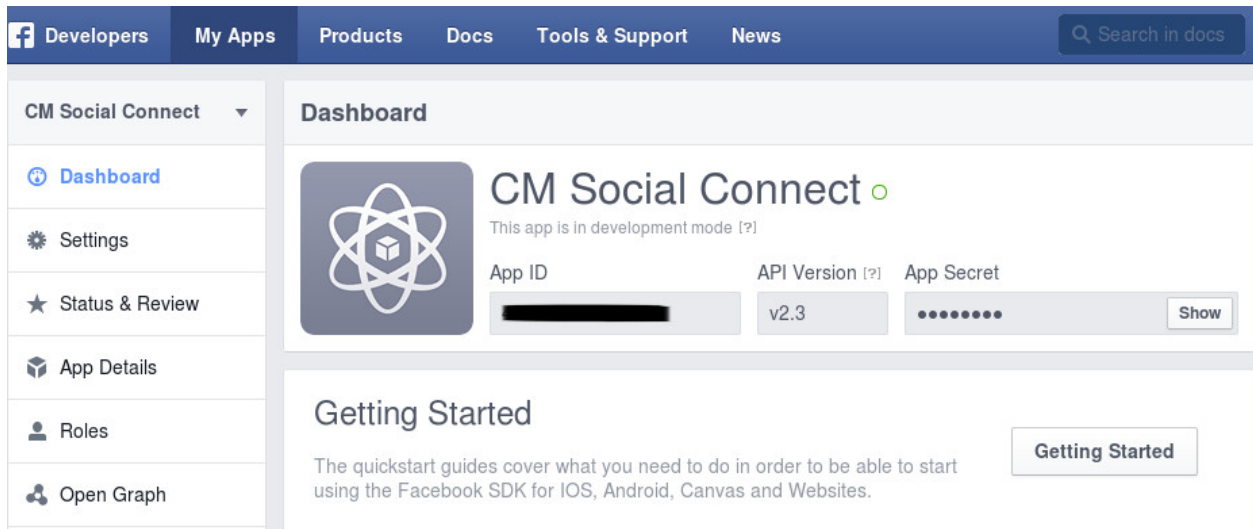 Developers My Apps Products Docs Tools & Support News Search in docs
CM Social Connect
Dashboard
Settings
Status & Review
App Details
Roles
Open Graph
Dashboard
CM Social Connect
This app is in development mode [?]
App ID API Version [?] App Secret
v2.3 •••••••• Show
Getting Started
The quickstart guides cover what you need to do in order to be able to start
using the Facebook SDK for IOS, Android, Canvas and Websites.
Getting Started